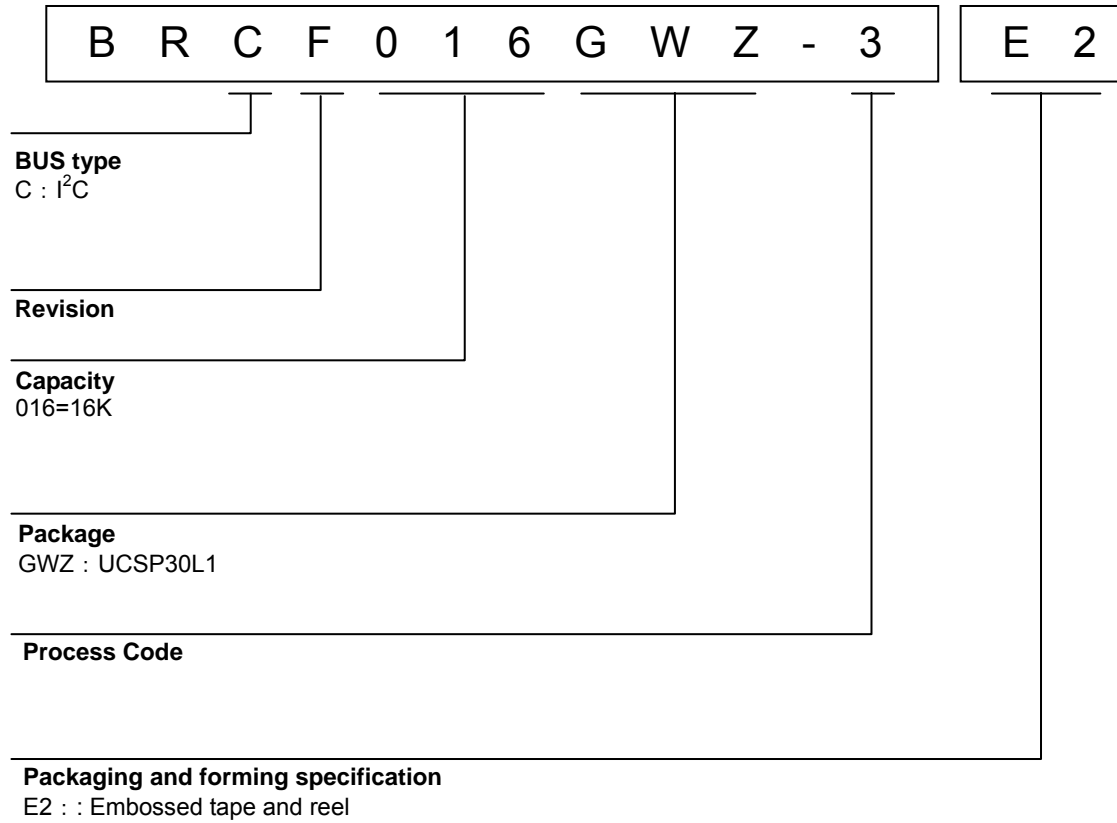 B R C F 0 1 6 G W Z - 3 E 2
BUS type
C：I²C
Revision
Capacity
016=16K
Package
GWZ：UCSP30L1
Process Code
Packaging and forming specification
E2：: Embossed tape and reel